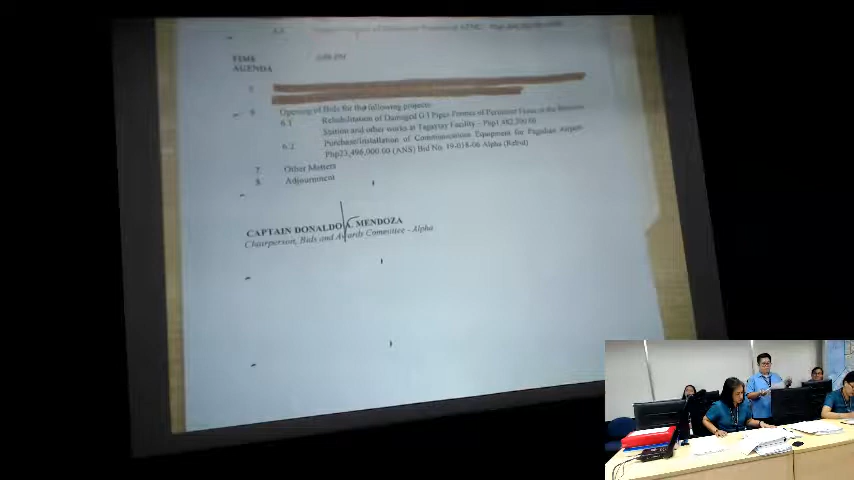 TIME
AGENDA
6 Opening of Bids for the following projects:
6.1 Rehabilitation of Damaged G I Pipes Frames of Perimeter Fence at the
Station and other works at Tagaytay Facility - Php1,
6.2 Purchase/Installation of Communications Equipment for Pagadian Airport-
Php23,496,000.00 (ANS) Bid No. 19-018-06 Alpha (Rebid)
7. Other Matters
8. Adjournment
CAPTAIN DONALDO A. MENDOZA
Chairperson, Bids and Awards Committee - Alpha